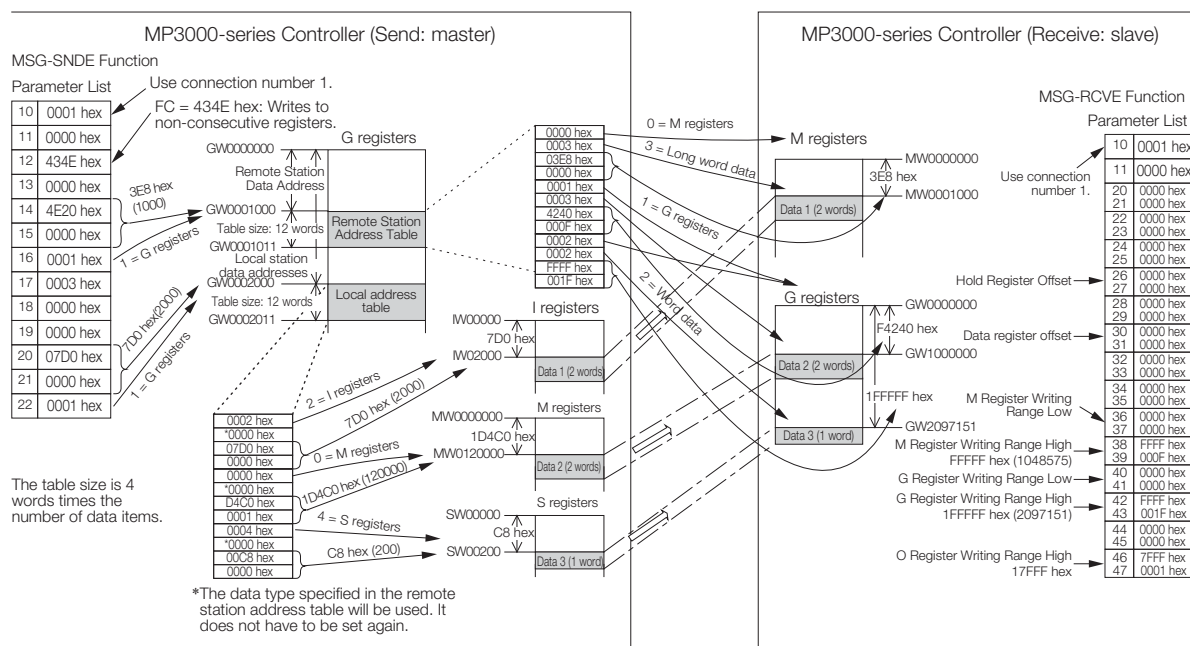 MP3000-series Controller (Send: master)
MSG-SNDE Function
Parameter List
Use connection number 1.
FC = 434E hex: Writes to
non-consecutive registers.
10 0001 hex
11 0000 hex
12 434E hex
13 0000 hex
14 4E20 hex
15 0000 hex
16 0001 hex
17 0003 hex
18 0000 hex
19 0000 hex
20 07D0 hex
21 0000 hex
22 0001 hex
3E8 hex
(1000)
1 = G registers
7D0 hex(2000)
1 = G registers
The table size is 4
words times the
number of data items.
G registers
GW0000000
Remote Station
Data Address
GW0001000
Table size: 12 words
GW0001011
Local station
data addresses
GW0002000
Table size: 12 words
GW0002011
Remote Station
Address Table
Local address
table
0002 hex
*0000 hex
07D0 hex
0000 hex
0000 hex
*0000 hex
D4C0 hex
0001 hex
0004 hex
*0000 hex
00C8 hex
0000 hex
2 = I registers
7D0 hex (2000)
0 = M registers
1D4C0 hex (120000)
4 = S registers
C8 hex (200)
*The data type specified in the remote
station address table will be used. It
does not have to be set again.
0000 hex
0003 hex
03E8 hex
0000 hex
0001 hex
0003 hex
4240 hex
000F hex
0002 hex
0002 hex
FFFF hex
001F hex
I registers
IW00000
7D0 hex
IW02000
Data 1 (2 words)
M registers
MW0000000
1D4C0 hex
MW0120000
Data 2 (2 words)
S registers
SW00000
C8 hex
SW00200
Data 3 (1 word)
0 = M registers
3 = Long word data
1 = G registers
2 = Word data
MP3000-series Controller (Receive: slave)
M registers
MW0000000
3E8 hex
MW0001000
Data 1 (2 words)
G registers
GW0000000
F4240 hex
GW1000000
Data 2 (2 words)
1FFFFF hex
GW2097151
Data 3 (1 word)
MSG-RCVE Function
Parameter List
Use connection
number 1.
Hold Register Offset
Data register offset
M Register Writing
Range Low
M Register Writing Range High
FFFFF hex (1048575)
G Register Writing Range Low
G Register Writing Range High
1FFFFF hex (2097151)
O Register Writing Range High
17FFF hex
10 0001 hex
11 0000 hex
20 0000 hex
21 0000 hex
22 0000 hex
23 0000 hex
24 0000 hex
25 0000 hex
26 0000 hex
27 0000 hex
28 0000 hex
29 0000 hex
30 0000 hex
31 0000 hex
32 0000 hex
33 0000 hex
34 0000 hex
35 0000 hex
36 0000 hex
37 0000 hex
38 FFFF hex
39 000F hex
40 0000 hex
41 0000 hex
42 FFFF hex
43 001F hex
44 0000 hex
45 0000 hex
46 7FFF hex
47 0001 hex